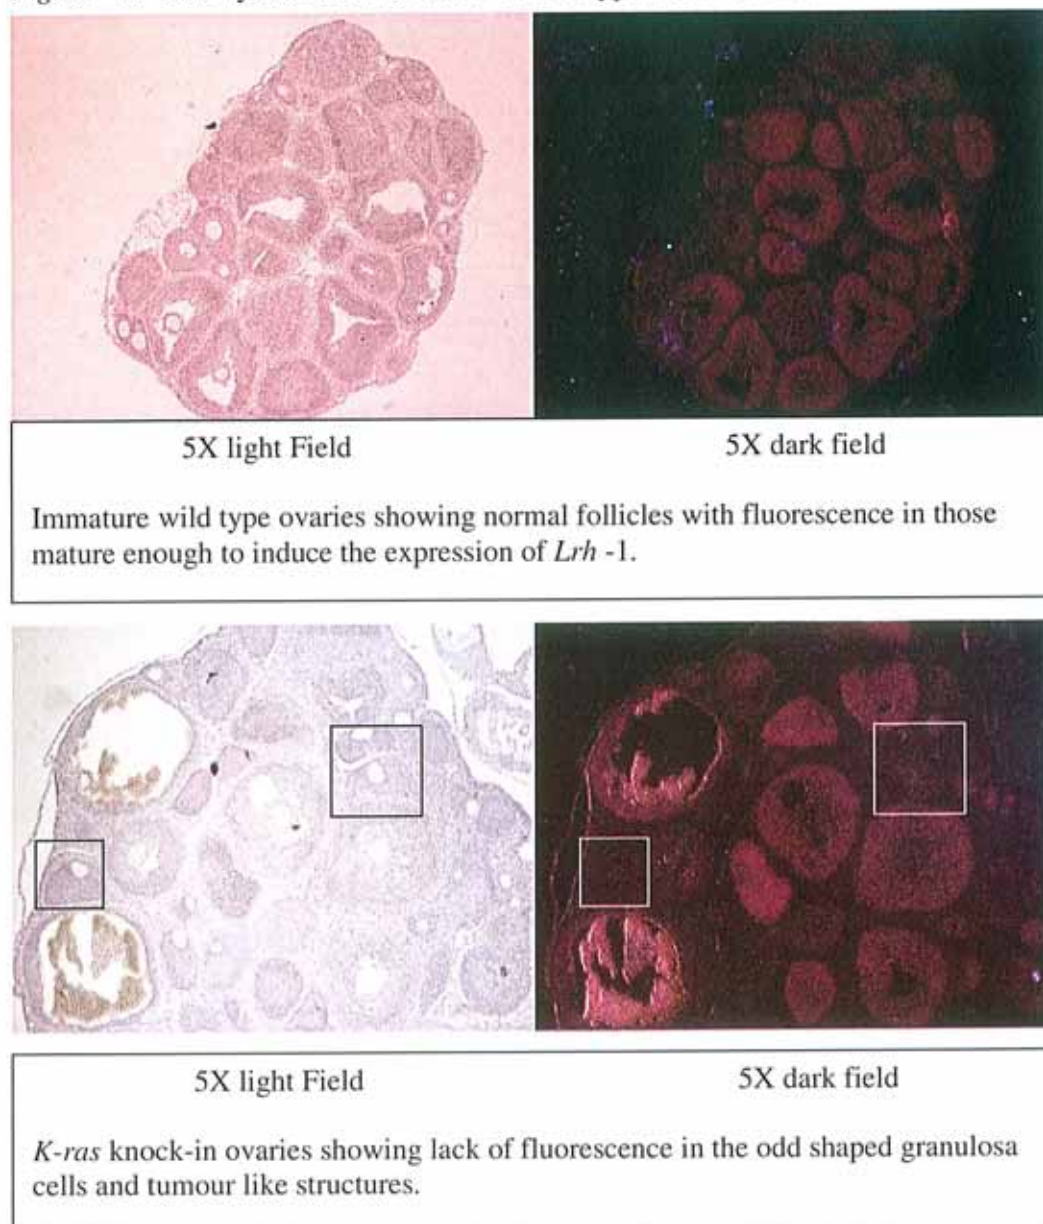 5X light Field 5X dark field
Immature wild type ovaries showing normal follicles with fluorescence in those
mature enough to induce the expression of Lrh -1.
5X light Field 5X dark field
K-ras knock-in ovaries showing lack of fluorescence in the odd shaped granulosa
cells and tumour like structures.